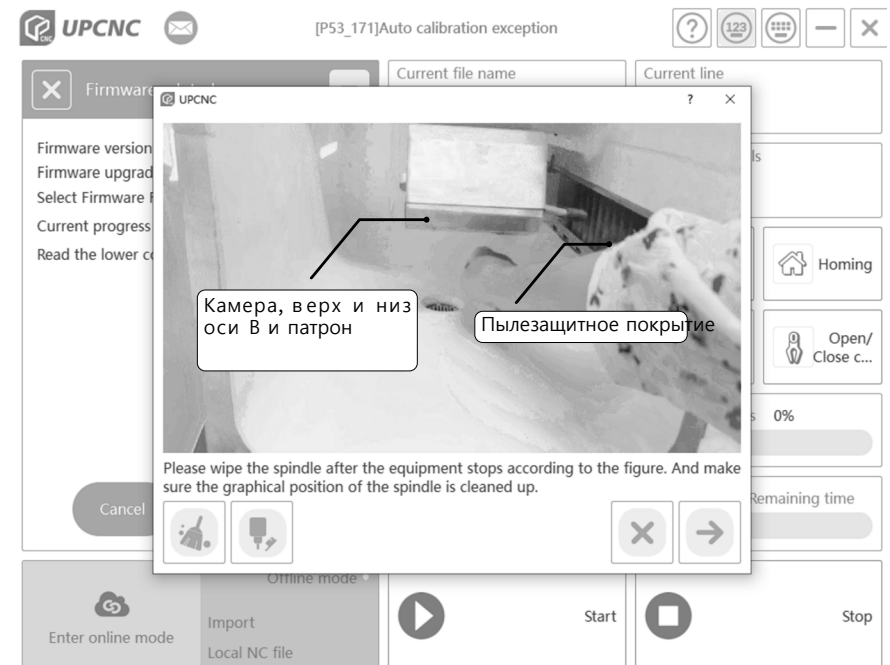 UPCNC
[P53_171]Auto calibration exception
123
Firmware
Firmware version
Firmware upgrad
Select Firmware F
Current progress
Read the lower co
Cancel
Current file name
Current line
ls
Homing
Open/
Close c...
s 0%
Remaining time
UPCNC
?
Камера, верх и низ
оси В и патрон
Пылезащитное покрытие
Please wipe the spindle after the equipment stops according to the figure. And make
sure the graphical position of the spindle is cleaned up.
Enter online mode
Offline mode
Import
Local NC file
Start
Stop